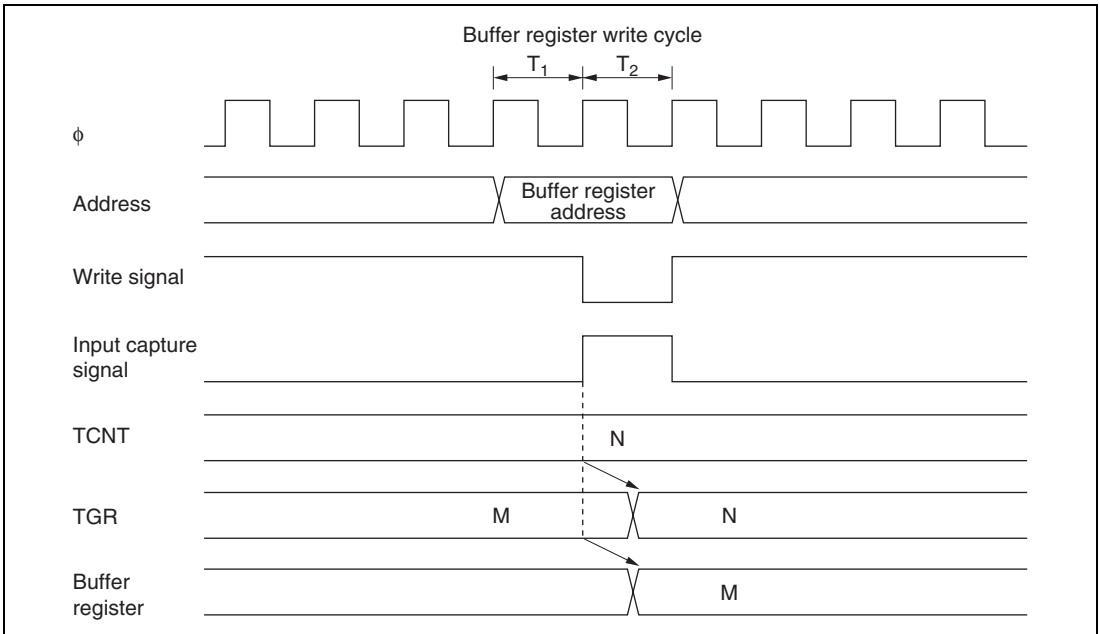 Buffer register write cycle
T1 T2
ϕ
Address
Buffer register
address
Write signal
Input capture
signal
TCNT
N
TGR
M N
Buffer
register
M